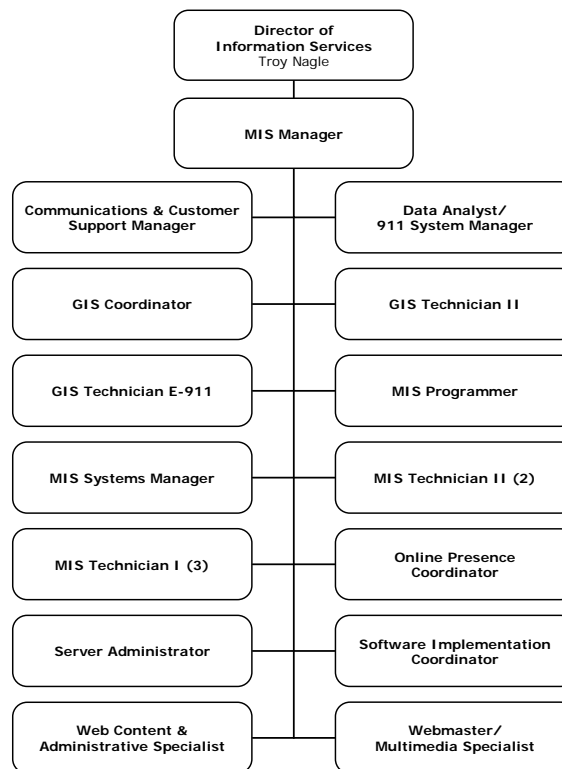 Director of
Information Services
Troy Nagle
MIS Manager
Communications & Customer
Support Manager
Data Analyst/
911 System Manager
GIS Coordinator
GIS Technician II
GIS Technician E-911
MIS Programmer
MIS Systems Manager
MIS Technician II (2)
MIS Technician I (3)
Online Presence
Coordinator
Server Administrator
Software Implementation
Coordinator
Web Content &
Administrative Specialist
Webmaster/
Multimedia Specialist